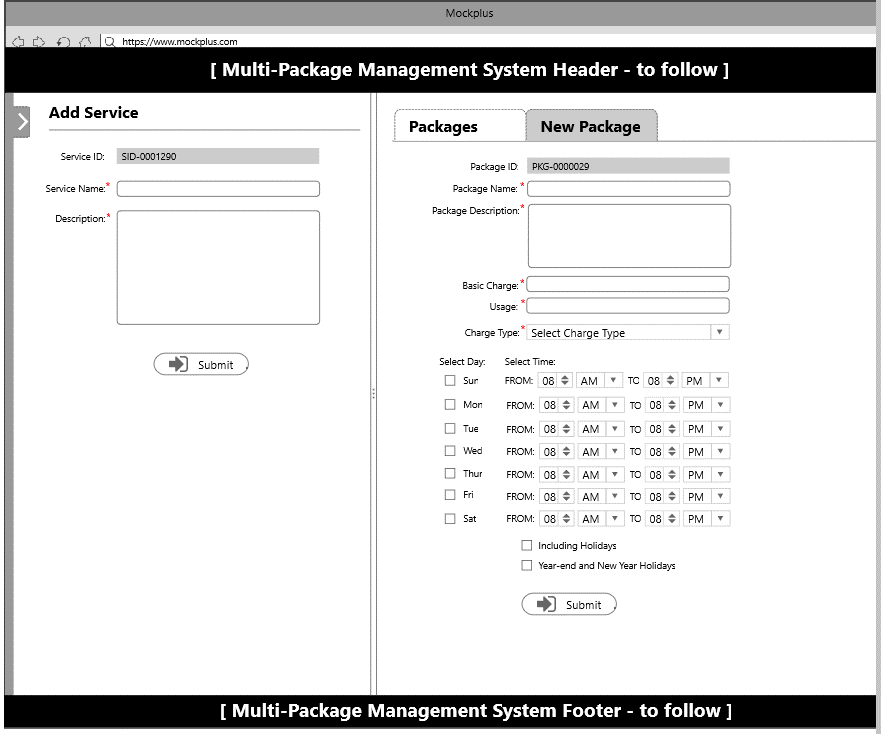 Mockplus
https://www.mockplus.com
[ Multi-Package Management System Header - to follow ]
Add Service
Service ID: SID-0001290
Service Name:*
Description:*
Submit
Packages New Package
Package ID: PKG-0000029
Package Name: *
Package Description:*
Basic Charge: *
Usage: *
Charge Type:* Select Charge Type
Select Day: Select Time:
Sun FROM: 08 AM TO 08 PM
Mon FROM: 08 AM TO 08 PM
Tue FROM: 08 AM TO 08 PM
Wed FROM: 08 AM TO 08 PM
Thur FROM: 08 AM TO 08 PM
Fri FROM: 08 AM TO 08 PM
Sat FROM: 08 AM TO 08 PM
Including Holidays
Year-end and New Year Holidays
Submit
[ Multi-Package Management System Footer - to follow ]